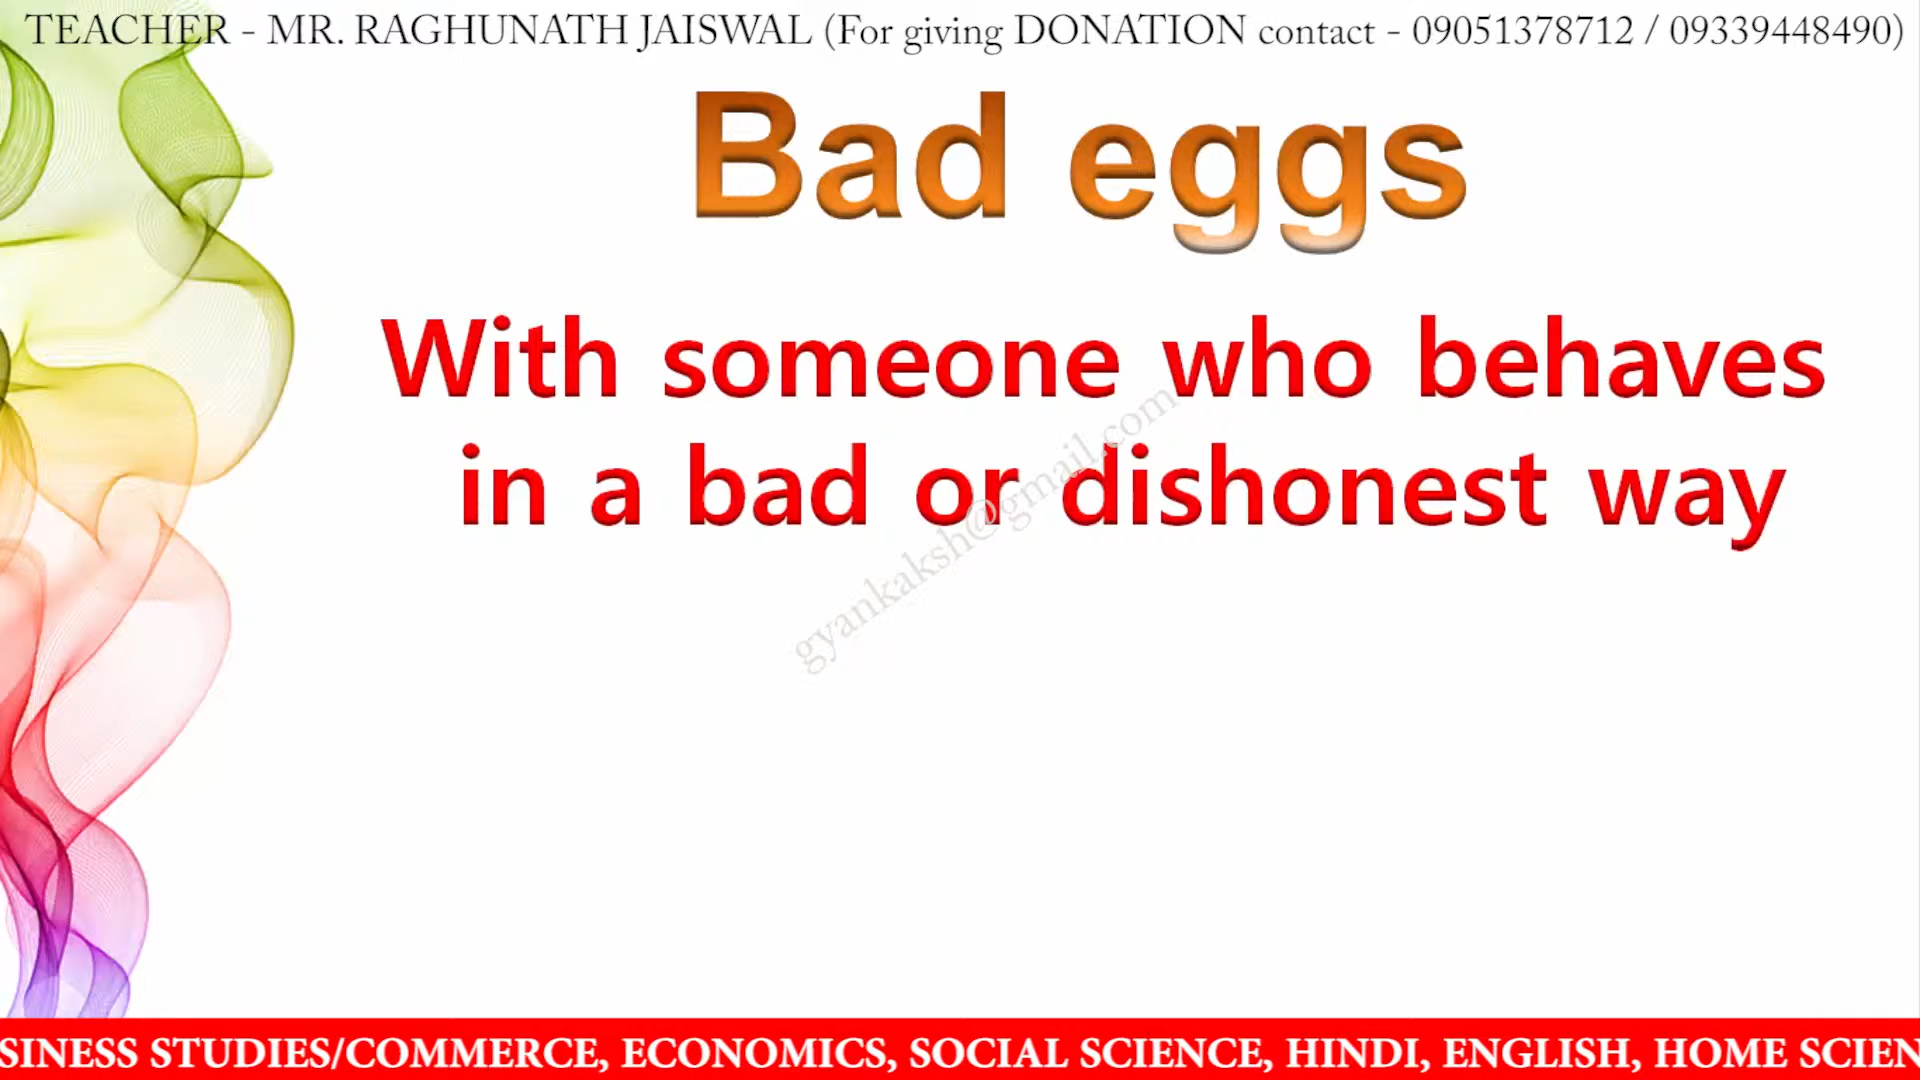 TEACHER - MR. RAGHUNATH JAISWAL (For giving DONATION contact - 09051378712 / 09339448490)
Bad eggs
With someone who behaves
in a bad or dishonest way
gyankaksh@gmail.com
SINESS STUDIES/COMMERCE, ECONOMICS, SOCIAL SCIENCE, HINDI, ENGLISH, HOME SCIEN